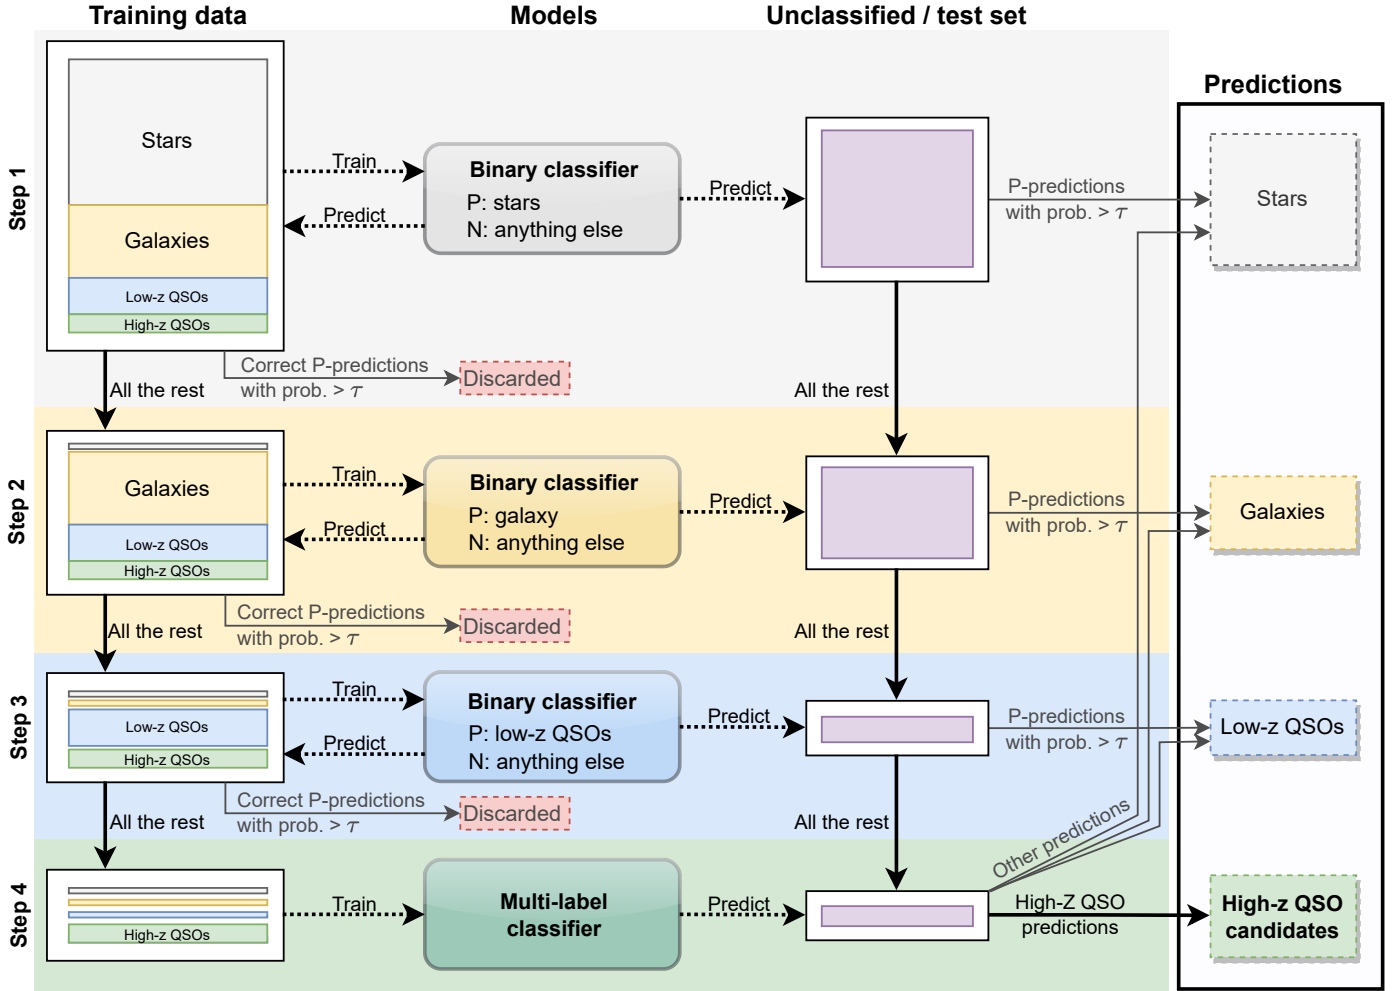 Training data
Models
Unclassified / test set
Predictions
Step 1
Stars
Galaxies
Low-z QSOs
High-z QSOs
Train
Predict
Binary classifier
P: stars
N: anything else
Predict
P-predictions
with prob. > τ
Stars
Correct P-predictions
with prob. > τ
Discarded
All the rest
All the rest
Step 2
Galaxies
Low-z QSOs
High-z QSOs
Train
Predict
Binary classifier
P: galaxy
N: anything else
Predict
P-predictions
with prob. > τ
Galaxies
Correct P-predictions
with prob. > τ
Discarded
All the rest
All the rest
Step 3
Low-z QSOs
High-z QSOs
Train
Predict
Binary classifier
P: low-z QSOs
N: anything else
Predict
P-predictions
with prob. > τ
Low-z QSOs
Correct P-predictions
with prob. > τ
Discarded
All the rest
All the rest
Step 4
High-z QSOs
Train
Multi-label
classifier
Predict
Other predictions
High-Z QSO
predictions
High-z QSO
candidates